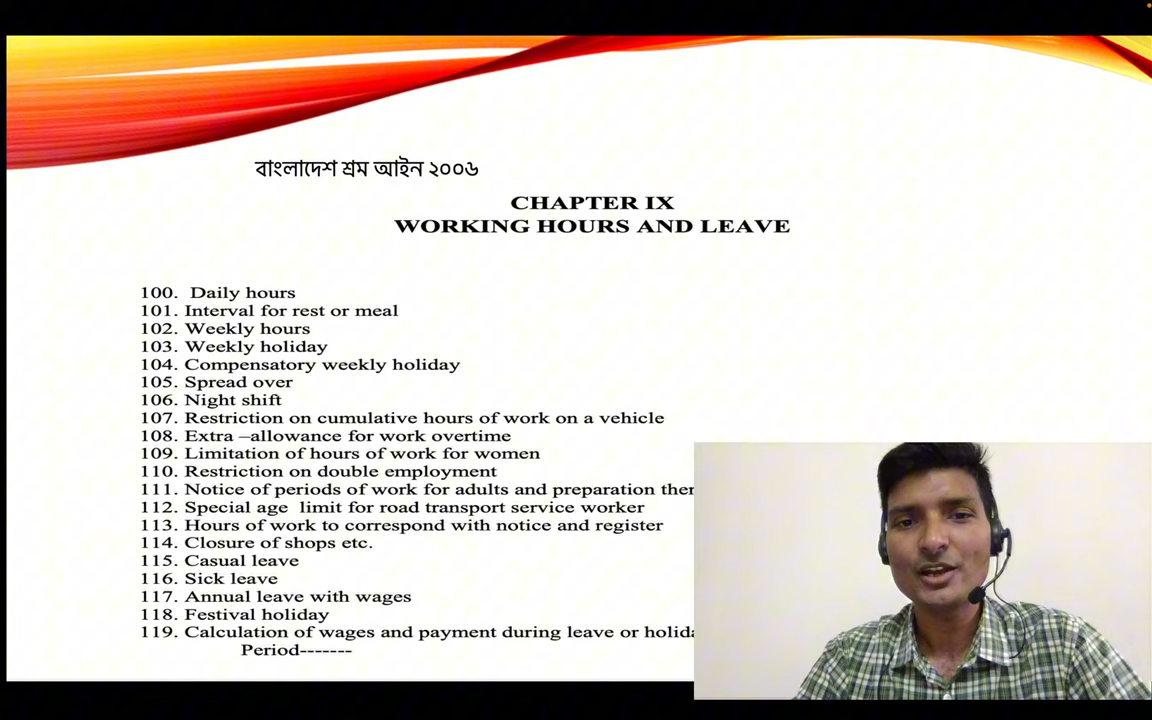 বাংলাদেশ শ্রম আইন ২০০৬
CHAPTER IX
WORKING HOURS AND LEAVE
100. Daily hours
101. Interval for rest or meal
102. Weekly hours
103. Weekly holiday
104. Compensatory weekly holiday
105. Spread over
106. Night shift
107. Restriction on cumulative hours of work on a vehicle
108. Extra –allowance for work overtime
109. Limitation of hours of work for women
110. Restriction on double employment
111. Notice of periods of work for adults and preparation
112. Special age limit for road transport service worker
113. Hours of work to correspond with notice and register
114. Closure of shops etc.
115. Casual leave
116. Sick leave
117. Annual leave with wages
118. Festival holiday
119. Calculation of wages and payment during leave or
Period-------